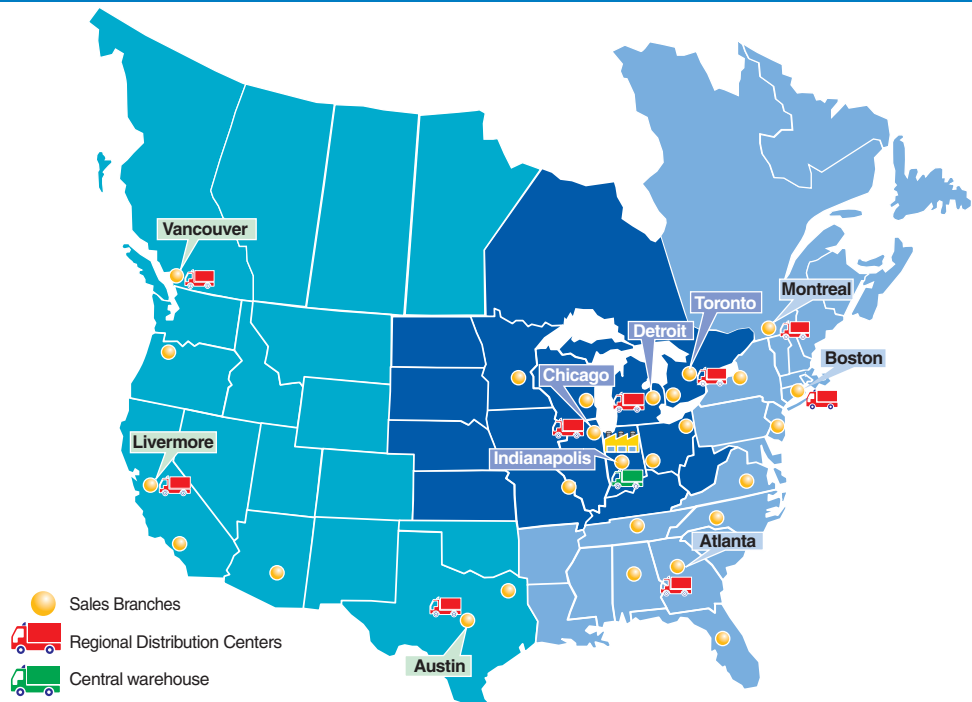 Vancouver
Montreal
Toronto
Detroit
Boston
Chicago
Livermore
Indianapolis
Atlanta
Sales Branches
Regional Distribution Centers
Austin
Central warehouse